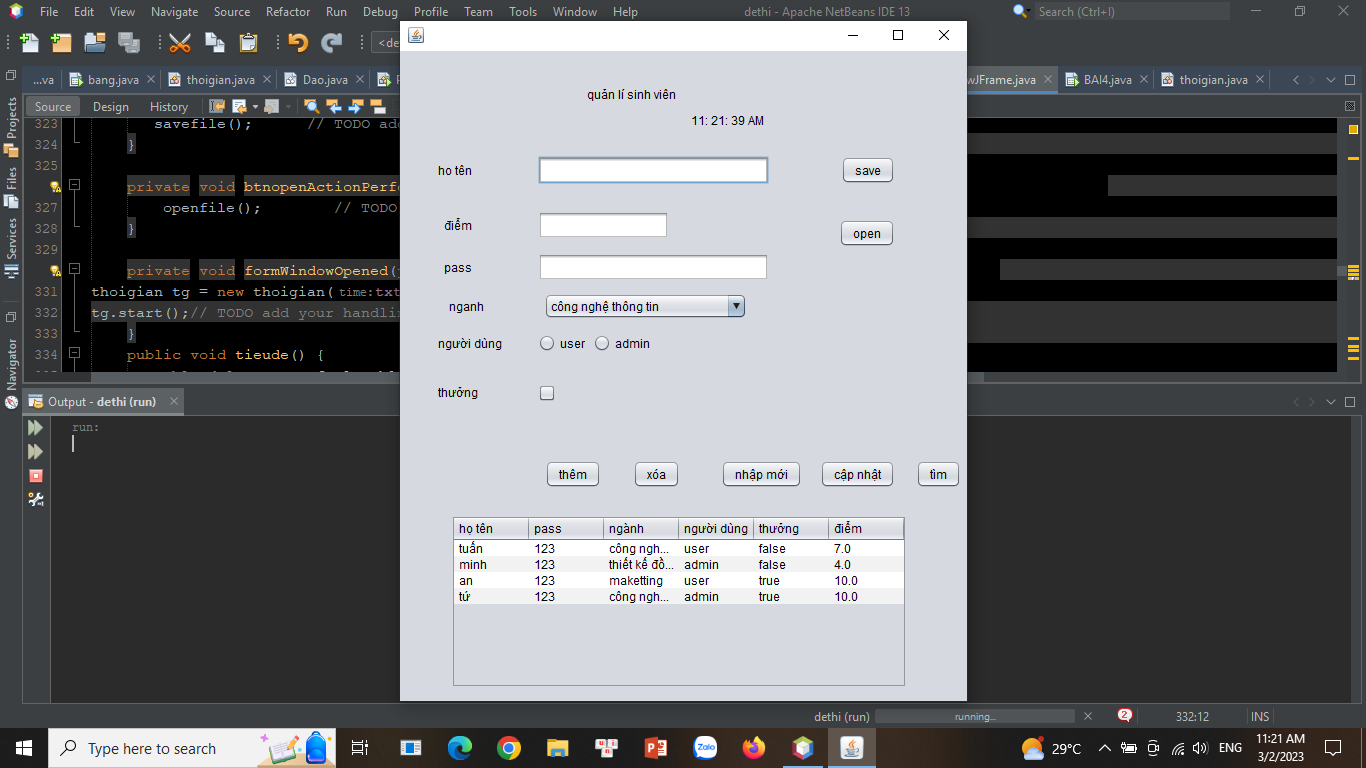 File Edit View Navigate Source Refactor Run Debug Profile Team Tools Window Help
dethi - Apache NetBeans IDE 13
Search (Ctrl+I)
<de
...va bang.java thoigian.java Dao.java wJFrame.java BAI4.java thoigian.java
Source Design History
Projects
Files
Services
Navigator
323 savefile(); // TODO add
324 }
325
private void btnopenActionPerfo
327 openfile(); // TODO
328 }
329
private void formWindowOpened(
331 thoigian tg = new thoigian(time:txt
332 tg.start();// TODO add your handlin
333 }
334 public void tieude() {
Output - dethi (run)
run:
quản lí sinh viên
11: 21: 39 AM
họ tên
save
điểm
open
pass
nganh
công nghệ thông tin
người dùng
user admin
thưởng
thêm xóa nhập mới cập nhật tìm
họ tên pass ngành người dùng thưởng điểm
tuấn 123 công ngh... user false 7.0
minh 123 thiết kế đồ... admin false 4.0
an 123 maketting user true 10.0
tứ 123 công ngh... admin true 10.0
dethi (run) running... 2 332:12 INS
Type here to search
Zalo
29°C
ENG
11:21 AM
3/2/2023